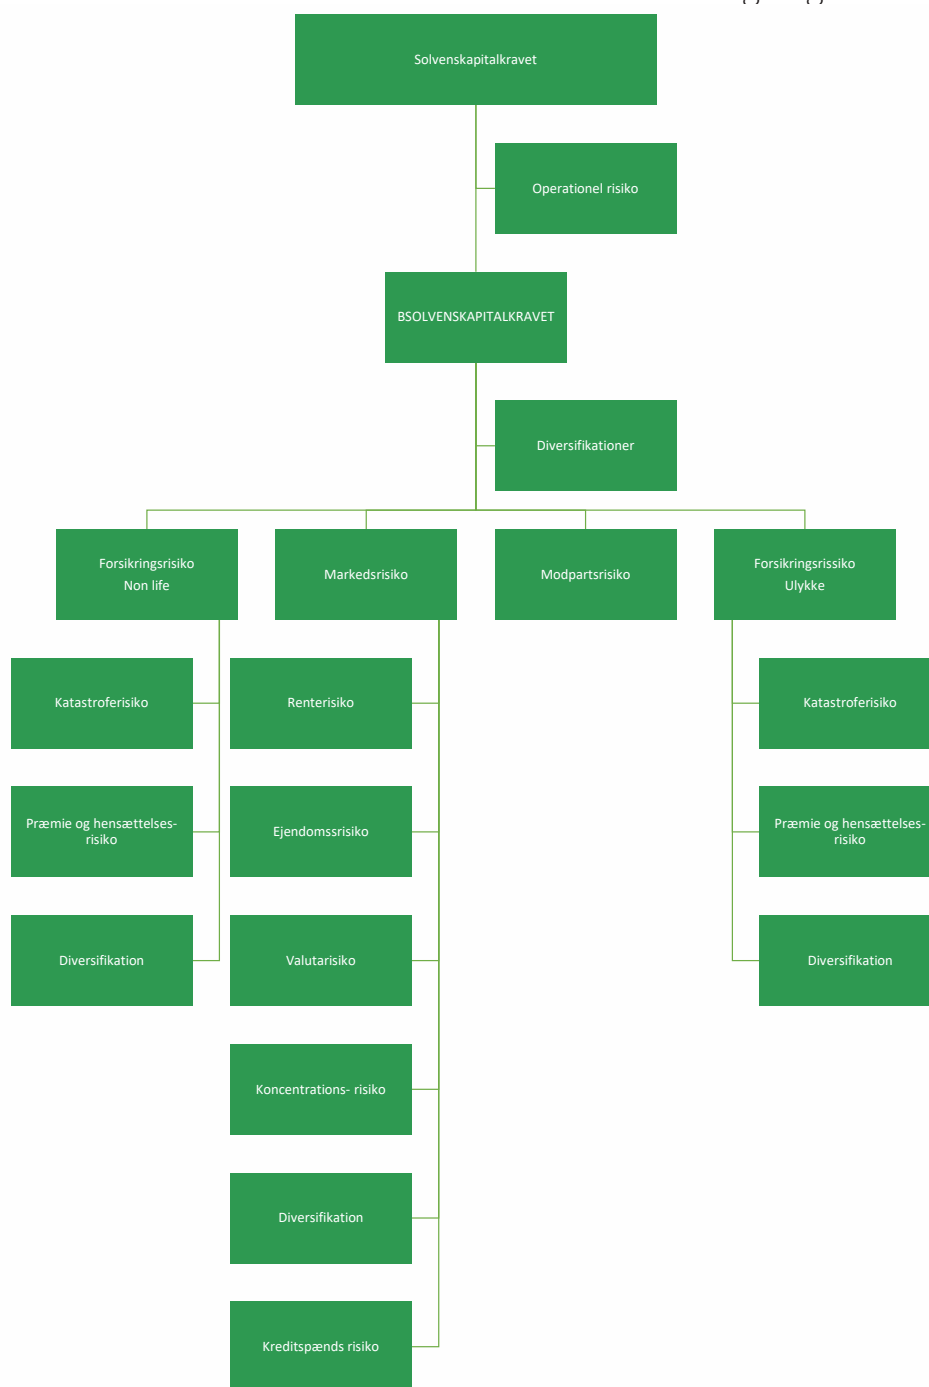 Solvenskapitalkravet
Operationel risiko
BSOLVENSKAPITALKRAVET
Diversifikationer
Forsikringsrisiko
Non life
Markedsrisiko
Modpartsrisiko
Forsikringsrissiko
Ulykke
Katastroferisiko
Renterisiko
Katastroferisiko
Præmie og hensættelses-
risiko
Ejendomssrisiko
Præmie og hensættelses-
risiko
Diversifikation
Valutarisiko
Diversifikation
Koncentrations- risiko
Diversifikation
Kreditspænds risiko